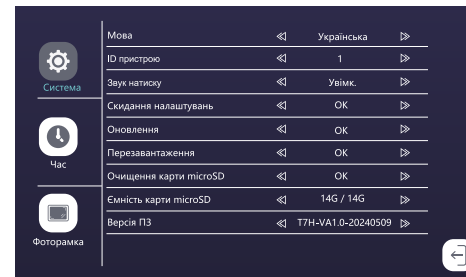 Мова Українська
ID пристрою 1
Звук натиску Увімк.
Система
Скидання налаштувань OK
Оновлення OK
Перезавантаження OK
Час
Очищення карти microSD OK
Ємність карти microSD 14G / 14G
Версія ПЗ T7H-VA1.0-20240509
Фоторамка